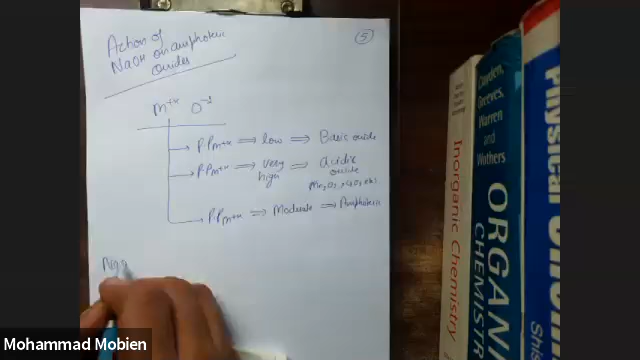 Action of
NaOH on amphoteric
oxides
5
M+x O-2
PPm+x ⇒ low ⇒ Basic oxide
PPm+x ⇒ very high ⇒ acidic oxide
PPm+x ⇒ Moderate ⇒ Amphoteric
Inorganic Chemistry
Clayden,
Greeves,
Warren
and
Wothers
ORGANIC
CHEMISTRY
Physical
Mohammad Mobien